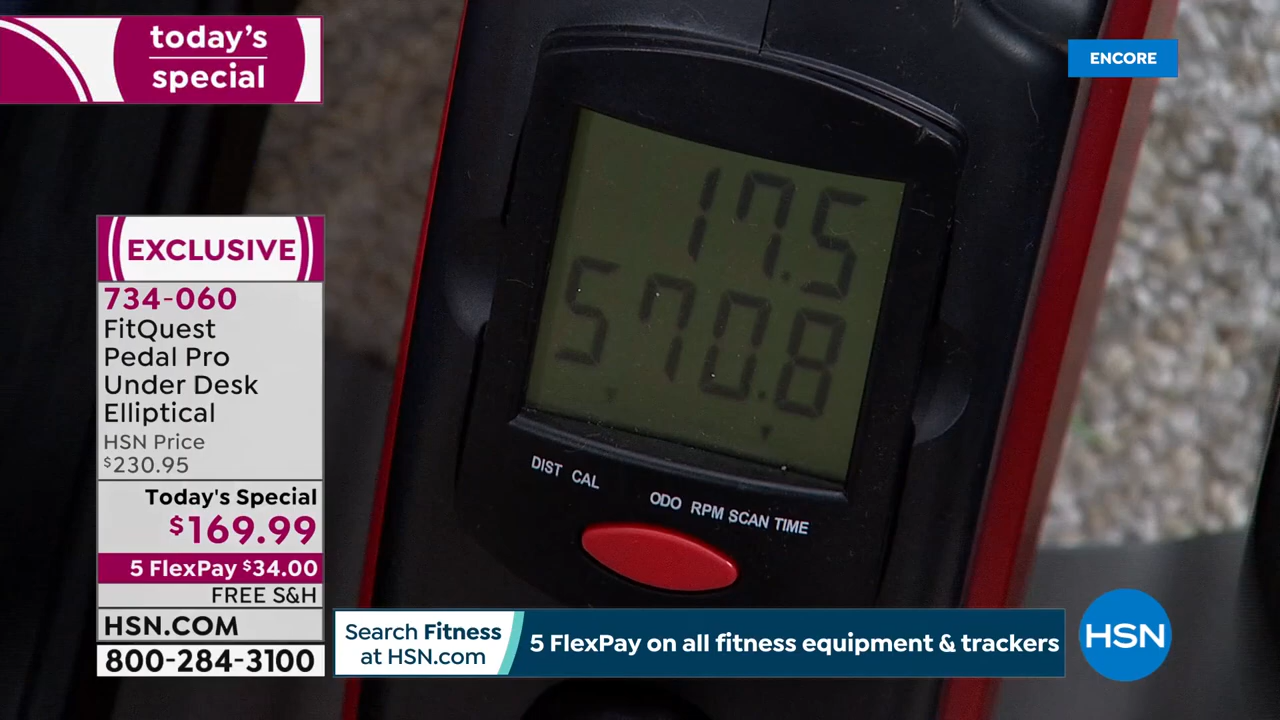 today's
special
ENCORE
17.5
570.8
DIST CAL
ODO RPM SCAN TIME
EXCLUSIVE
734-060
FitQuest
Pedal Pro
Under Desk
Elliptical
HSN Price
$230.95
Today's Special
$169.99
5 FlexPay $34.00
FREE S&H
HSN.COM
800-284-3100
Search Fitness
at HSN.com
5 FlexPay on all fitness equipment & trackers
HSN